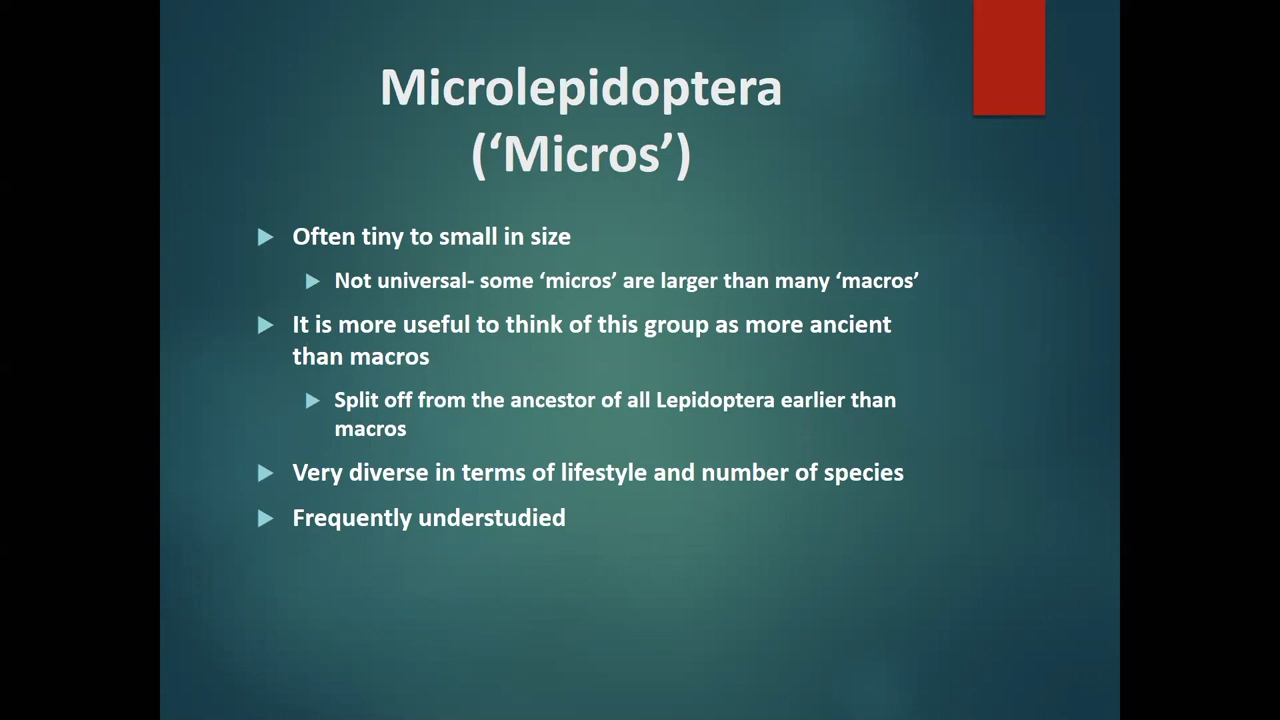 Microlepidoptera
(‘Micros’)
Often tiny to small in size
Not universal- some ‘micros’ are larger than many ‘macros’
It is more useful to think of this group as more ancient
than macros
Split off from the ancestor of all Lepidoptera earlier than
macros
Very diverse in terms of lifestyle and number of species
Frequently understudied